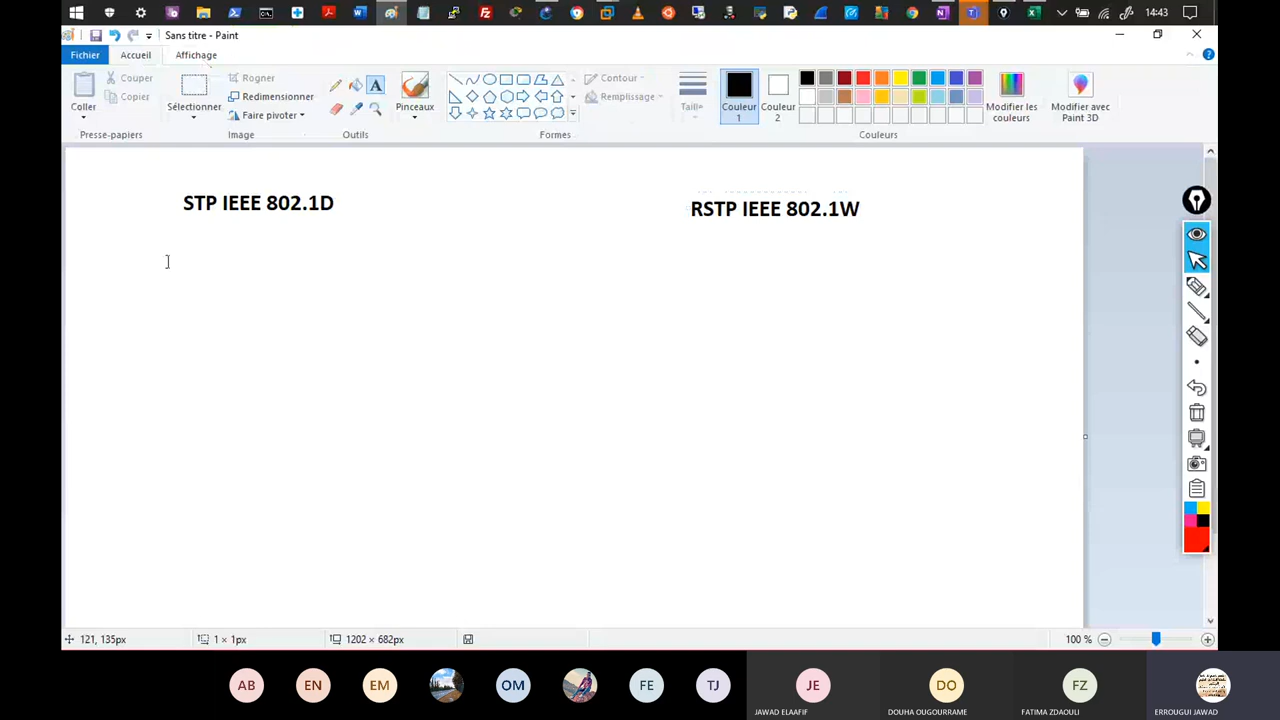 14:43
Sans titre - Paint
Fichier
Accueil
Affichage
Coller
Couper
Copier
Presse-papiers
Sélectionner
Rogner
Redimensionner
Faire pivoter
Image
A
Outils
Pinceaux
Contour
Remplissage
Formes
Taille
Couleur 1
Couleur 2
Modifier les couleurs
Couleurs
Modifier avec Paint 3D
STP IEEE 802.1D
RSTP IEEE 802.1W
121, 135px
1 × 1px
1202 × 682px
100 %
AB
EN
EM
OM
FE
TJ
JE
DO
FZ
JAWAD ELAAFIF
DOUHA OUGOURRAME
FATIMA ZDAOULI
ERROUGUI JAWAD